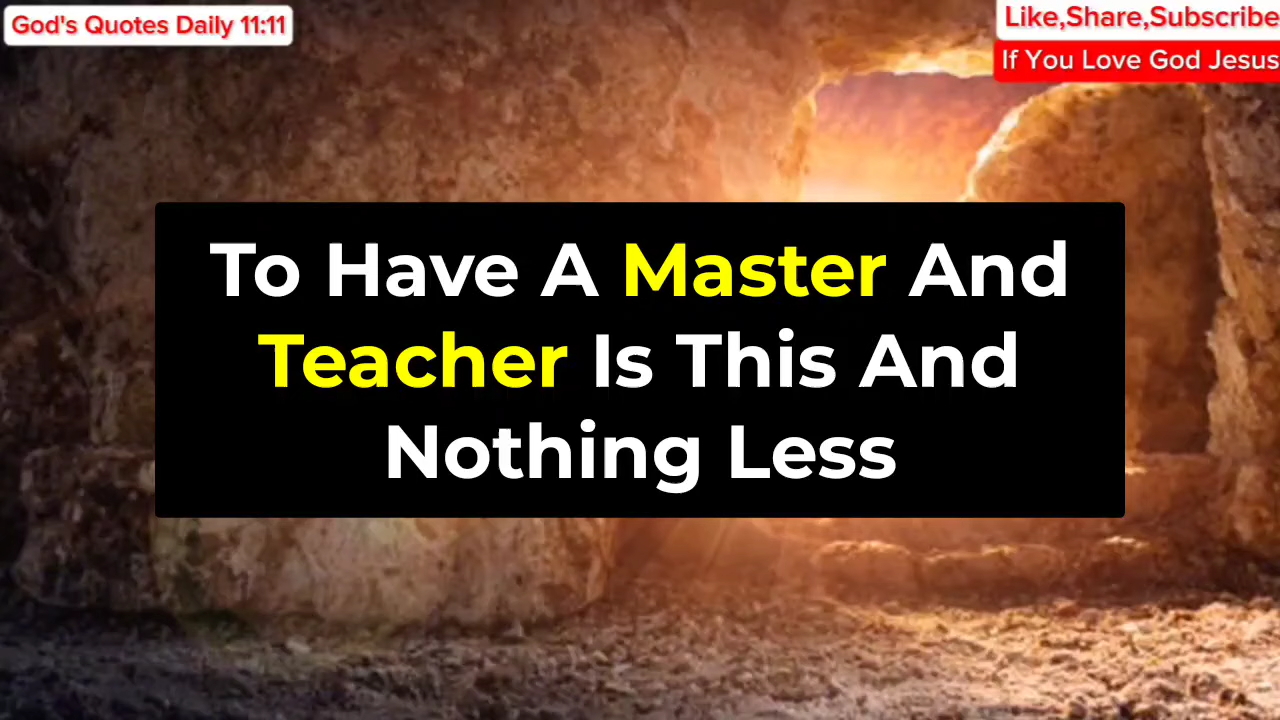 God's Quotes Daily 11:11
Like,Share,Subscribe
If You Love God Jesus
To Have A Master And
Teacher Is This And
Nothing Less